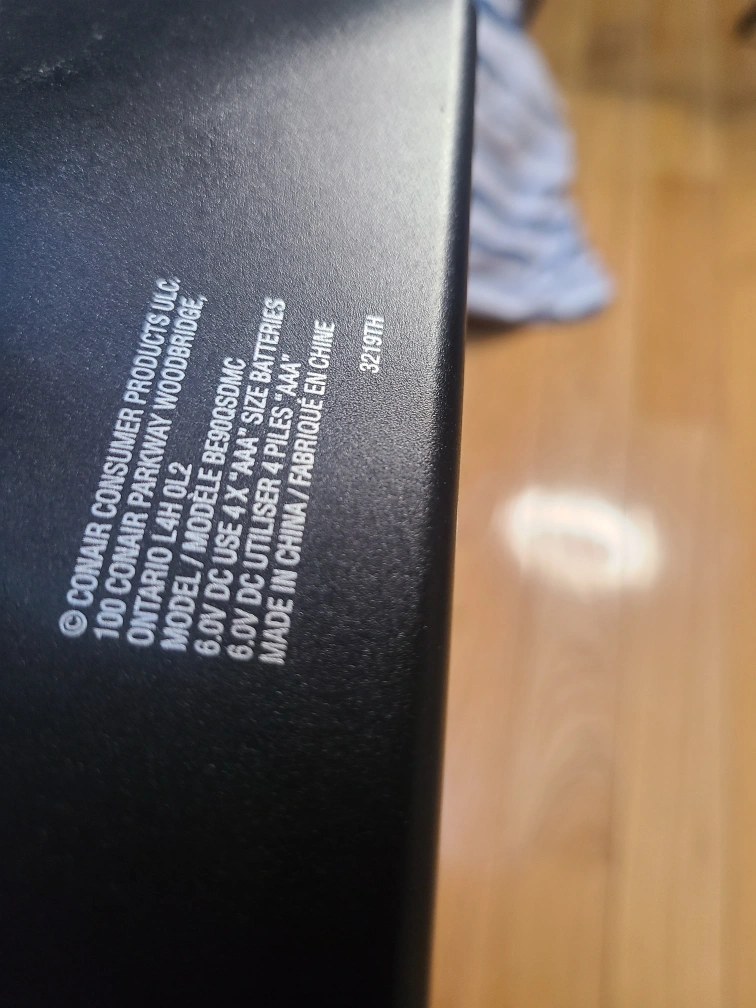 © CONAIR CONSUMER PRODUCTS ULC.
100 CONAIR PARKWAY WOODBRIDGE,
ONTARIO L4H 0L2
MODEL / MODÈLE BE90QSDMC
6.0V DC USE 4 X "AAA" SIZE BATTERIES
6.0V DC UTILISER 4 PILES "AAA"
MADE IN CHINA / FABRIQUÉ EN CHINE
3219TH